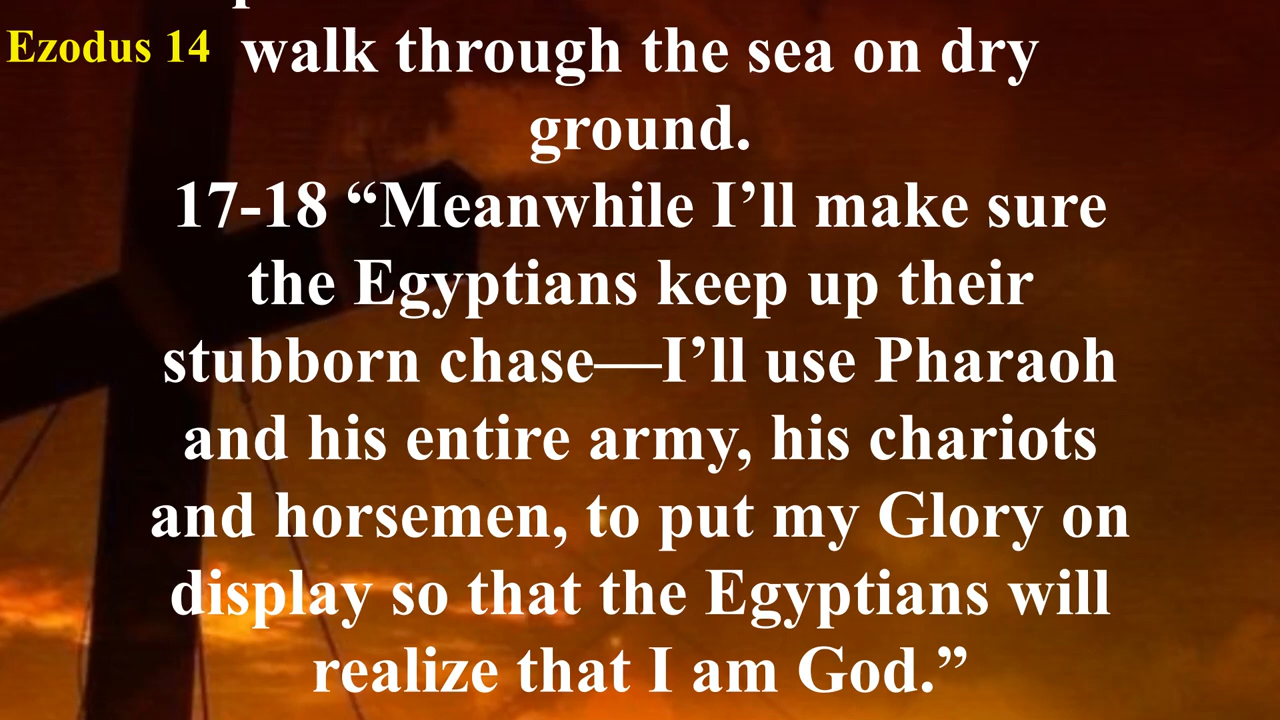 Ezodus 14
walk through the sea on dry
ground.
17-18 “Meanwhile I’ll make sure
the Egyptians keep up their
stubborn chase—I’ll use Pharaoh
and his entire army, his chariots
and horsemen, to put my Glory on
display so that the Egyptians will
realize that I am God.”